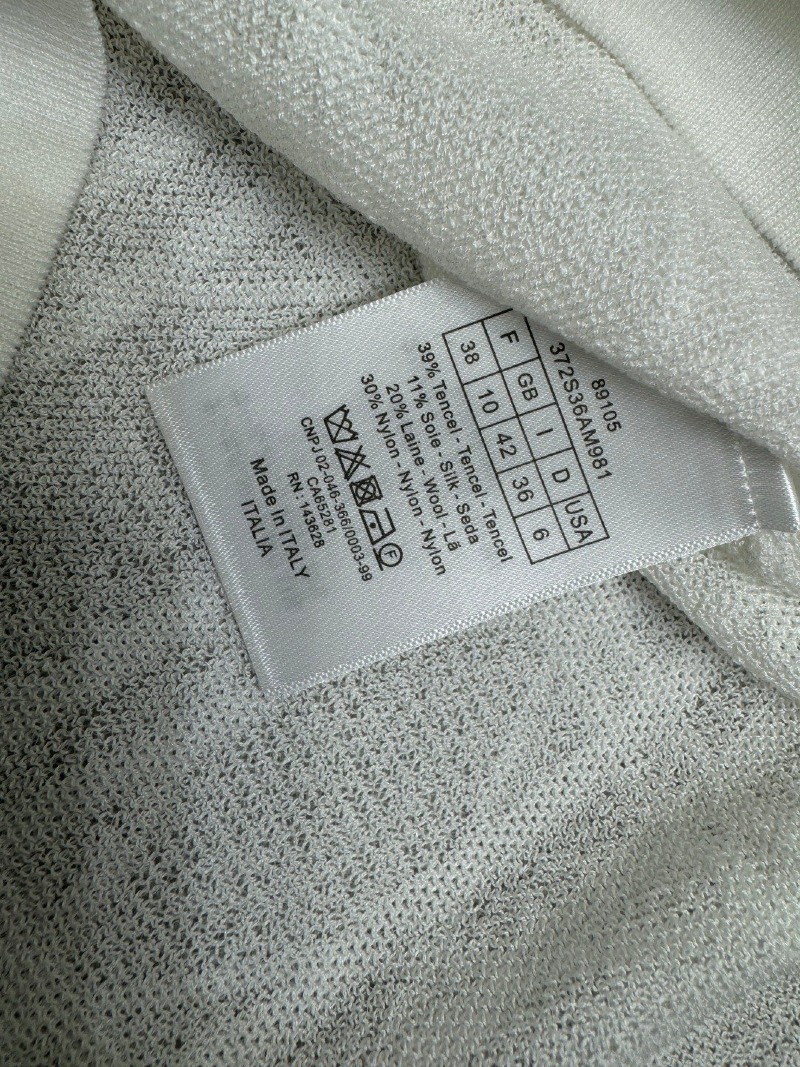 89105
372S36AM981
F GB I D USA
38 10 42 36 6
39% Tencel - Tencel - Tencel
11% Soie - Silk - Seda
20% Laine - Wool - Lã
30% Nylon - Nylon - Nylon
F
CNPJ 02-046-366/0003-99
CA65281
RN: 143628
Made In ITALY
ITALIA